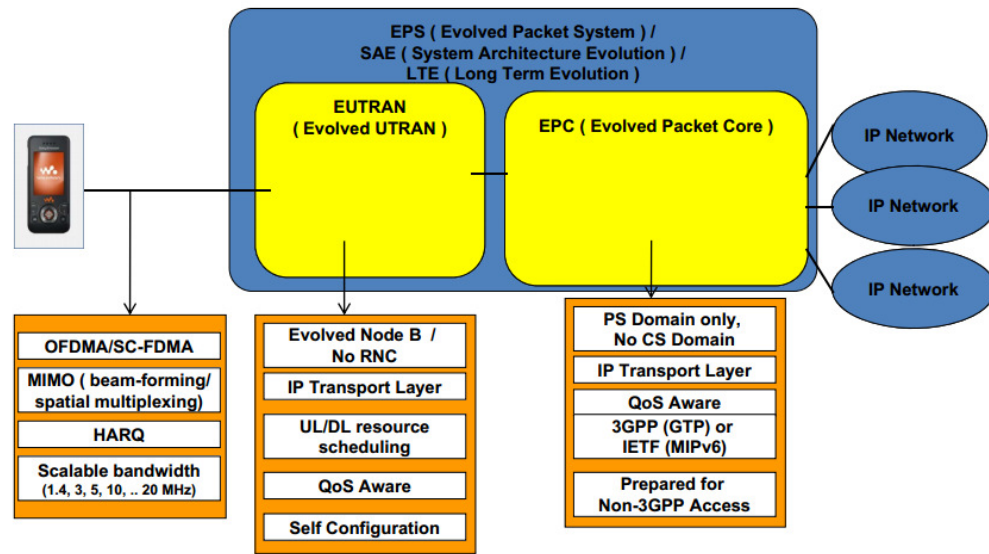 EPS ( Evolved Packet System ) /
SAE ( System Architecture Evolution ) /
LTE ( Long Term Evolution )
EUTRAN
( Evolved UTRAN )
EPC ( Evolved Packet Core )
IP Network
IP Network
IP Network
OFDMA/SC-FDMA
MIMO ( beam-forming/
spatial multiplexing)
HARQ
Scalable bandwidth
(1.4, 3, 5, 10, .. 20 MHz)
Evolved Node B /
No RNC
IP Transport Layer
UL/DL resource
scheduling
QoS Aware
Self Configuration
PS Domain only,
No CS Domain
IP Transport Layer
QoS Aware
3GPP (GTP) or
IETF (MIPv6)
Prepared for
Non-3GPP Access